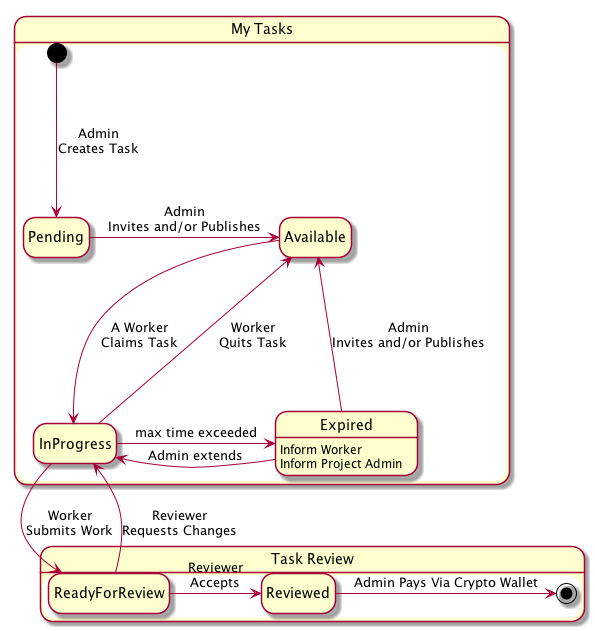 My Tasks
Admin
Creates Task
Admin
Invites and/or Publishes
Pending
Available
A Worker
Claims Task
Worker
Quits Task
Admin
Invites and/or Publishes
InProgress
max time exceeded
Admin extends
Expired
Inform Worker
Inform Project Admin
Worker
Submits Work
Reviewer
Requests Changes
Task Review
Reviewer
Accepts
Admin Pays Via Crypto Wallet
ReadyForReview
Reviewed